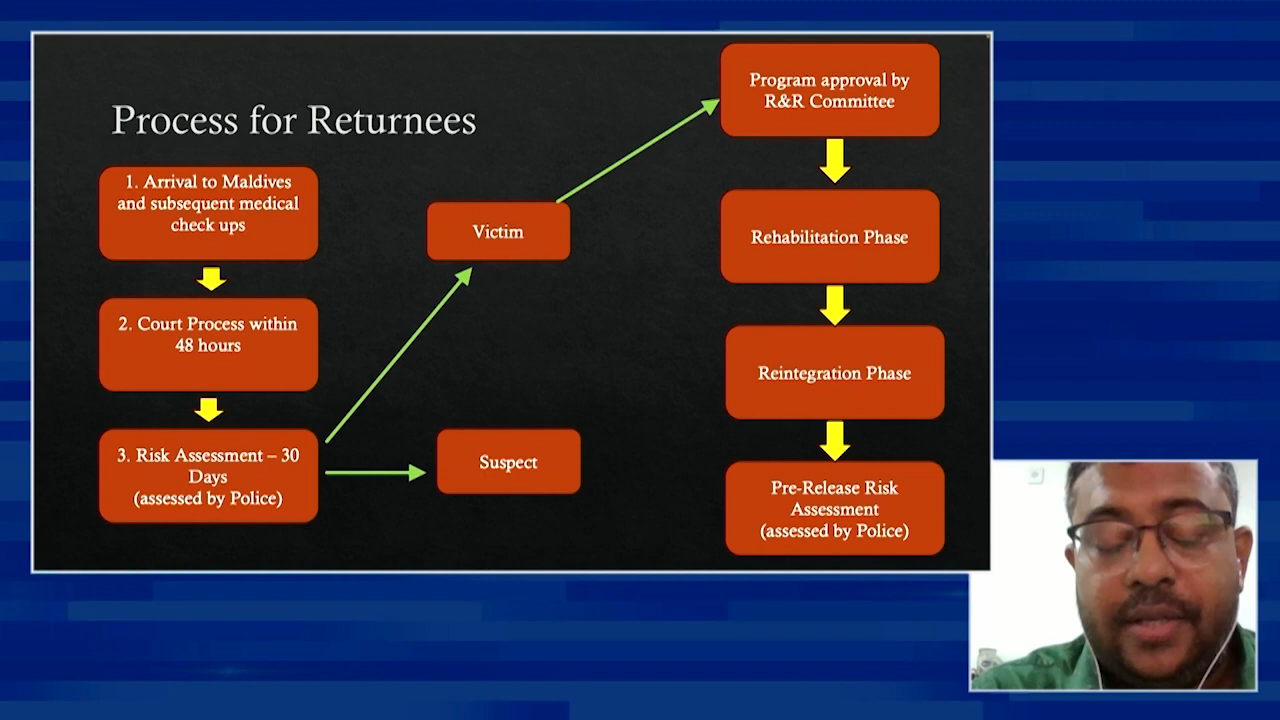 Process for Returnees
1. Arrival to Maldives
and subsequent medical
check ups
2. Court Process within
48 hours
3. Risk Assessment – 30
Days
(assessed by Police)
Victim
Suspect
Program approval by
R&R Committee
Rehabilitation Phase
Reintegration Phase
Pre-Release Risk
Assessment
(assessed by Police)